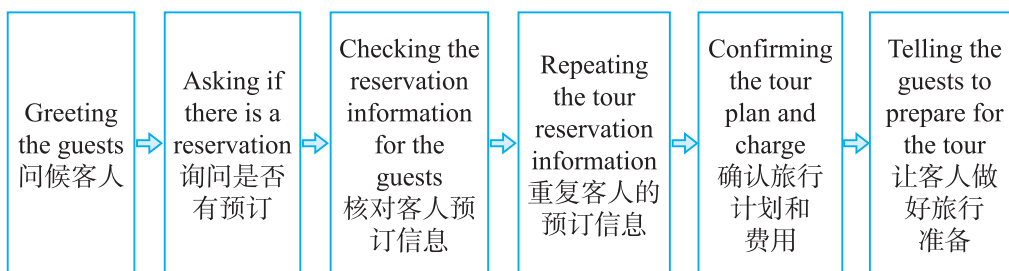 Greeting
the guests
问候客人
Asking if
there is a
reservation
询问是否
有预订
Checking the
reservation
information
for the
guests
核对客人预
订信息
Repeating
the tour
reservation
information
重复客人的
预订信息
Confirming
the tour
plan and
charge
确认旅行
计划和
费用
Telling the
guests to
prepare for
the tour
让客人做
好旅行
准备